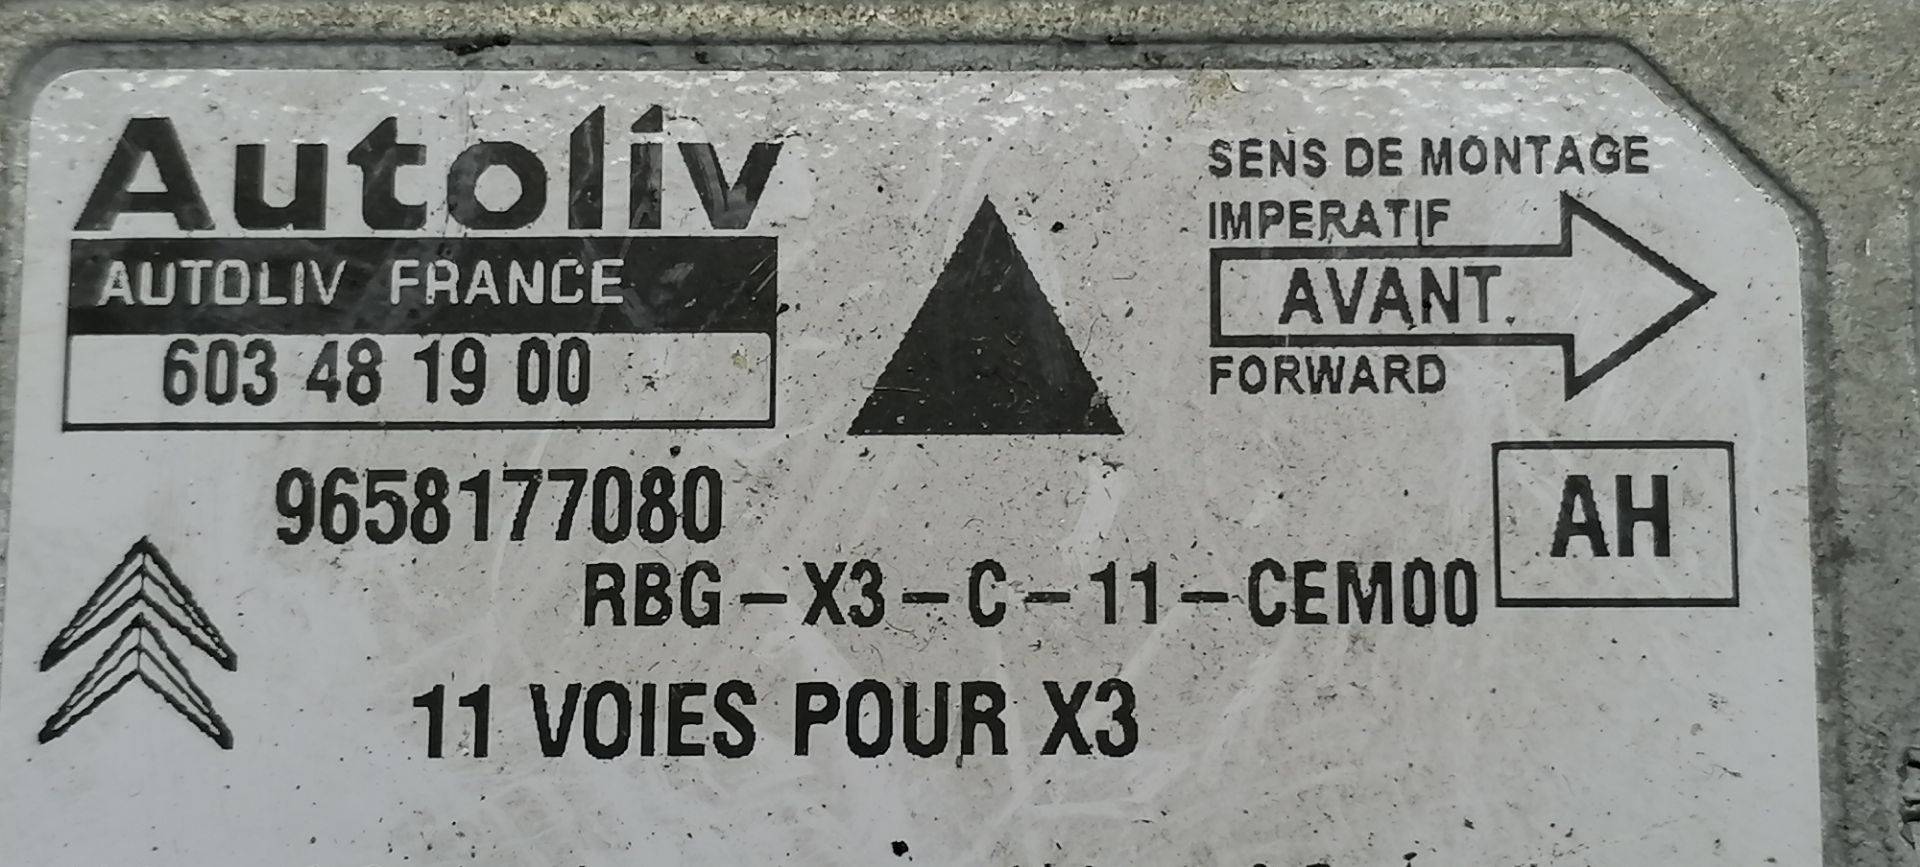 Autoliv
AUTOLIV FRANCE
603 48 19 00
SENS DE MONTAGE
IMPERATIF
AVANT
FORWARD
9658177080
AH
RBG-X3-C-11-CEM00
11 VOIES POUR X3